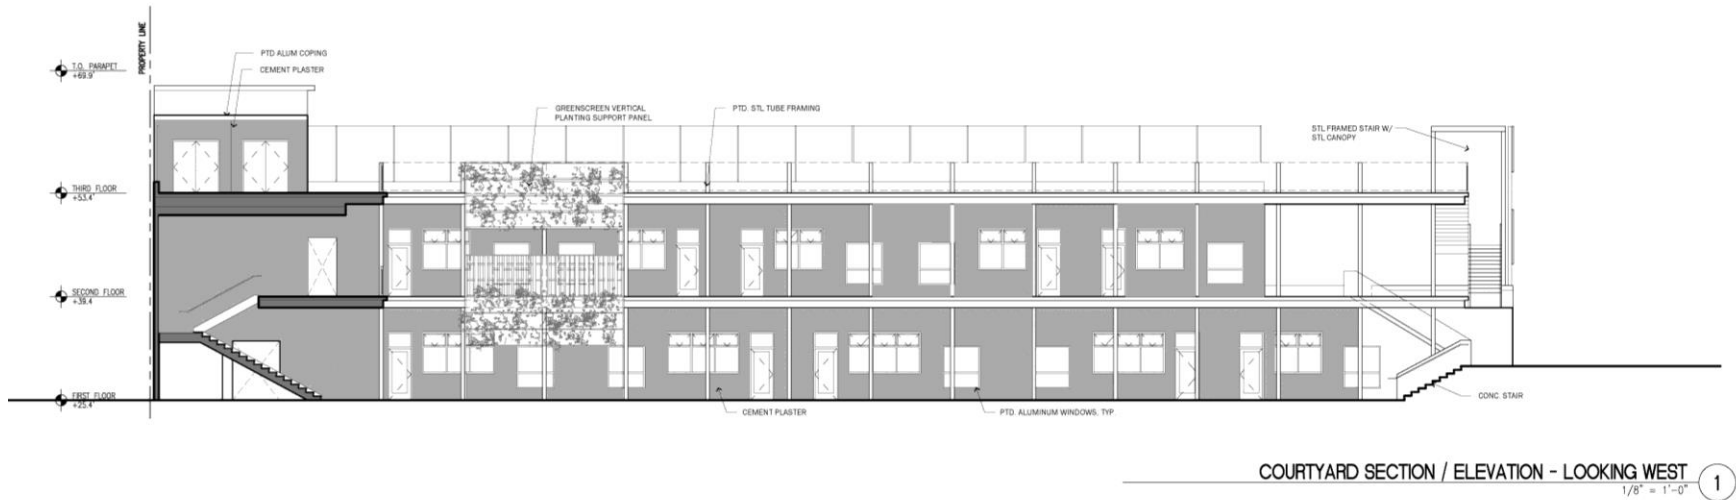 PROPERTY LINE
PTD ALUM COPING
CEMENT PLASTER
T.O. PARAPET
+69.9'
GREENSCREEN VERTICAL
PLANTING SUPPORT PANEL
PTD. STL TUBE FRAMING
STL FRAMED STAIR W/
STL CANOPY
THIRD FLOOR
+53.4'
SECOND FLOOR
+39.4
FIRST FLOOR
+25.4'
CEMENT PLASTER
PTD. ALUMINUM WINDOWS, TYP
CONC. STAIR
COURTYARD SECTION / ELEVATION - LOOKING WEST
1/8" = 1'-0"
1